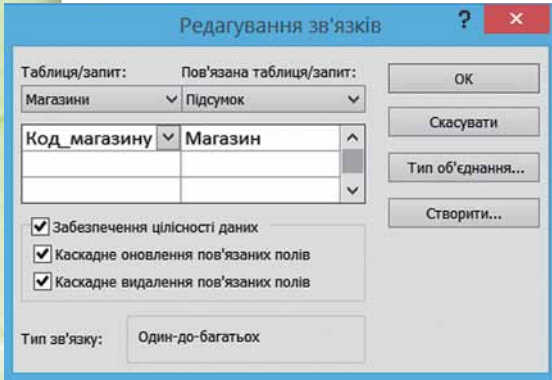 Редагування зв'язків
? ×
Таблиця/запит: Пов'язана таблиця/запит:
Магазини Підсумок
Код_магазину Магазин
Забезпечення цілісності даних
Каскадне оновлення пов'язаних полів
Каскадне видалення пов'язаних полів
Тип зв'язку: Один-до-багатьох
ОК
Скасувати
Тип об'єднання...
Створити...